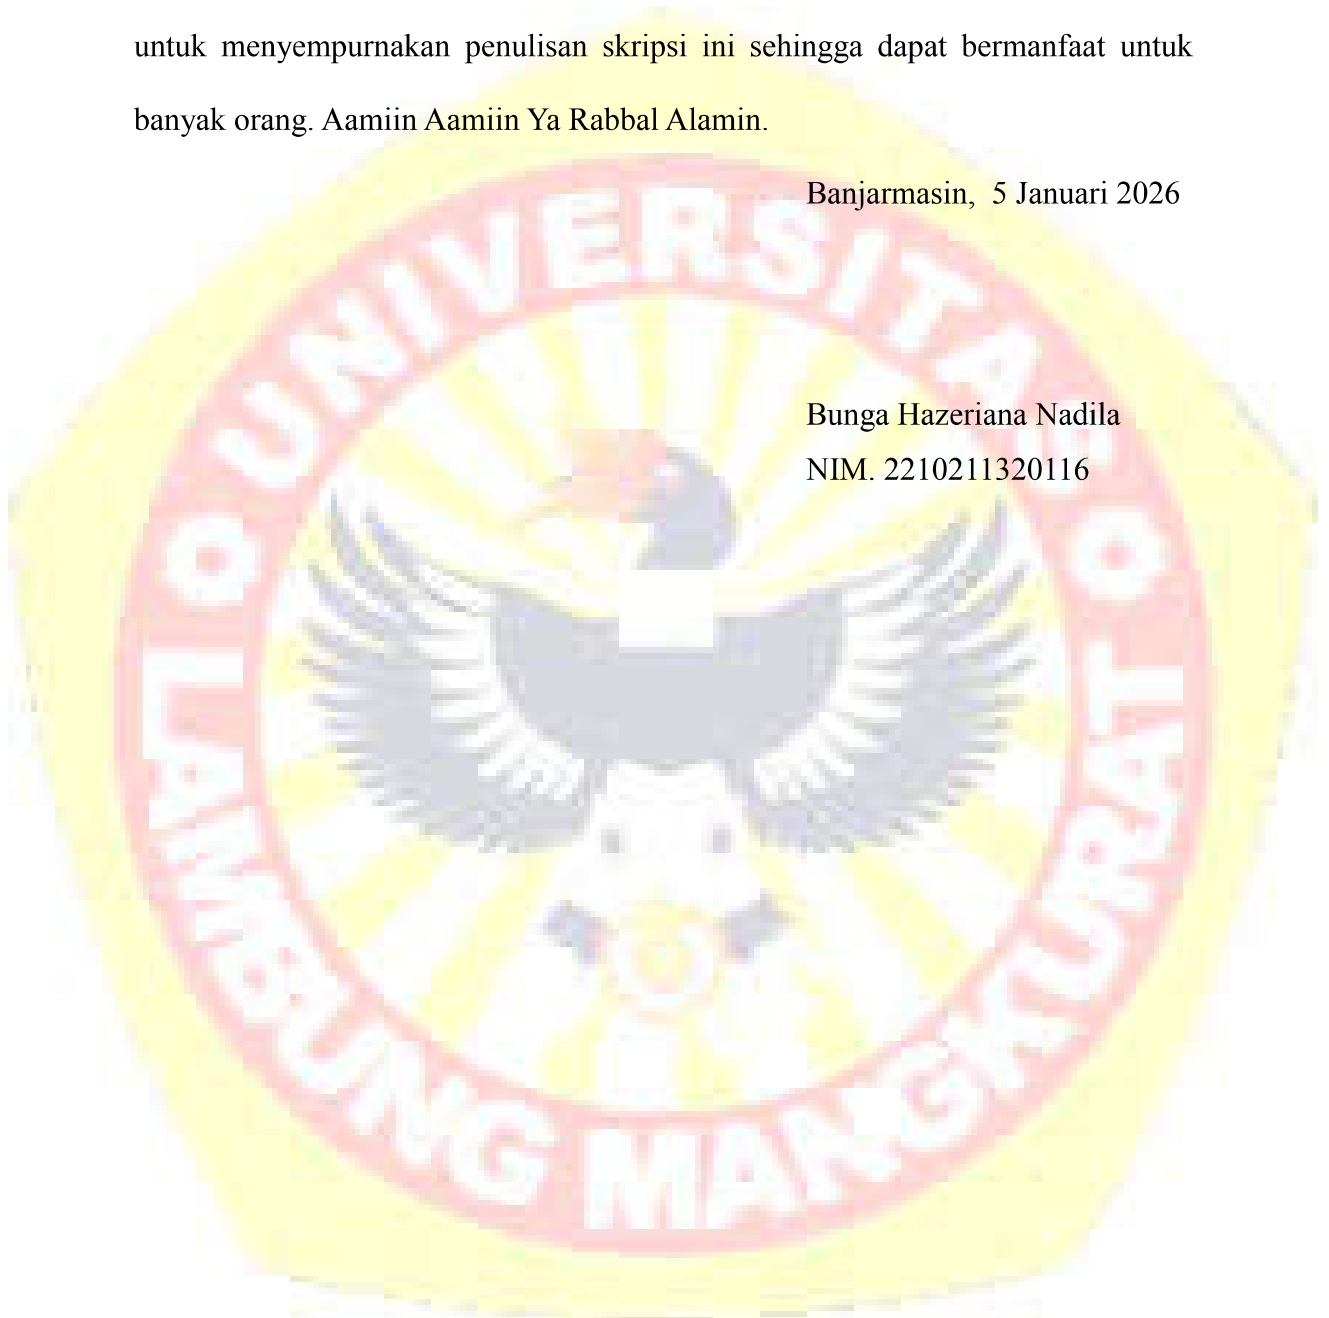 untuk menyempurnakan penulisan skripsi ini sehingga dapat bermanfaat untuk
banyak orang. Aamiin Aamiin Ya Rabbal Alamin.
Banjarmasin,  5 Januari 2026
Bunga Hazeriana Nadila
NIM. 2210211320116
UNIVERSITAS
LAMBUNG MANGKURAT